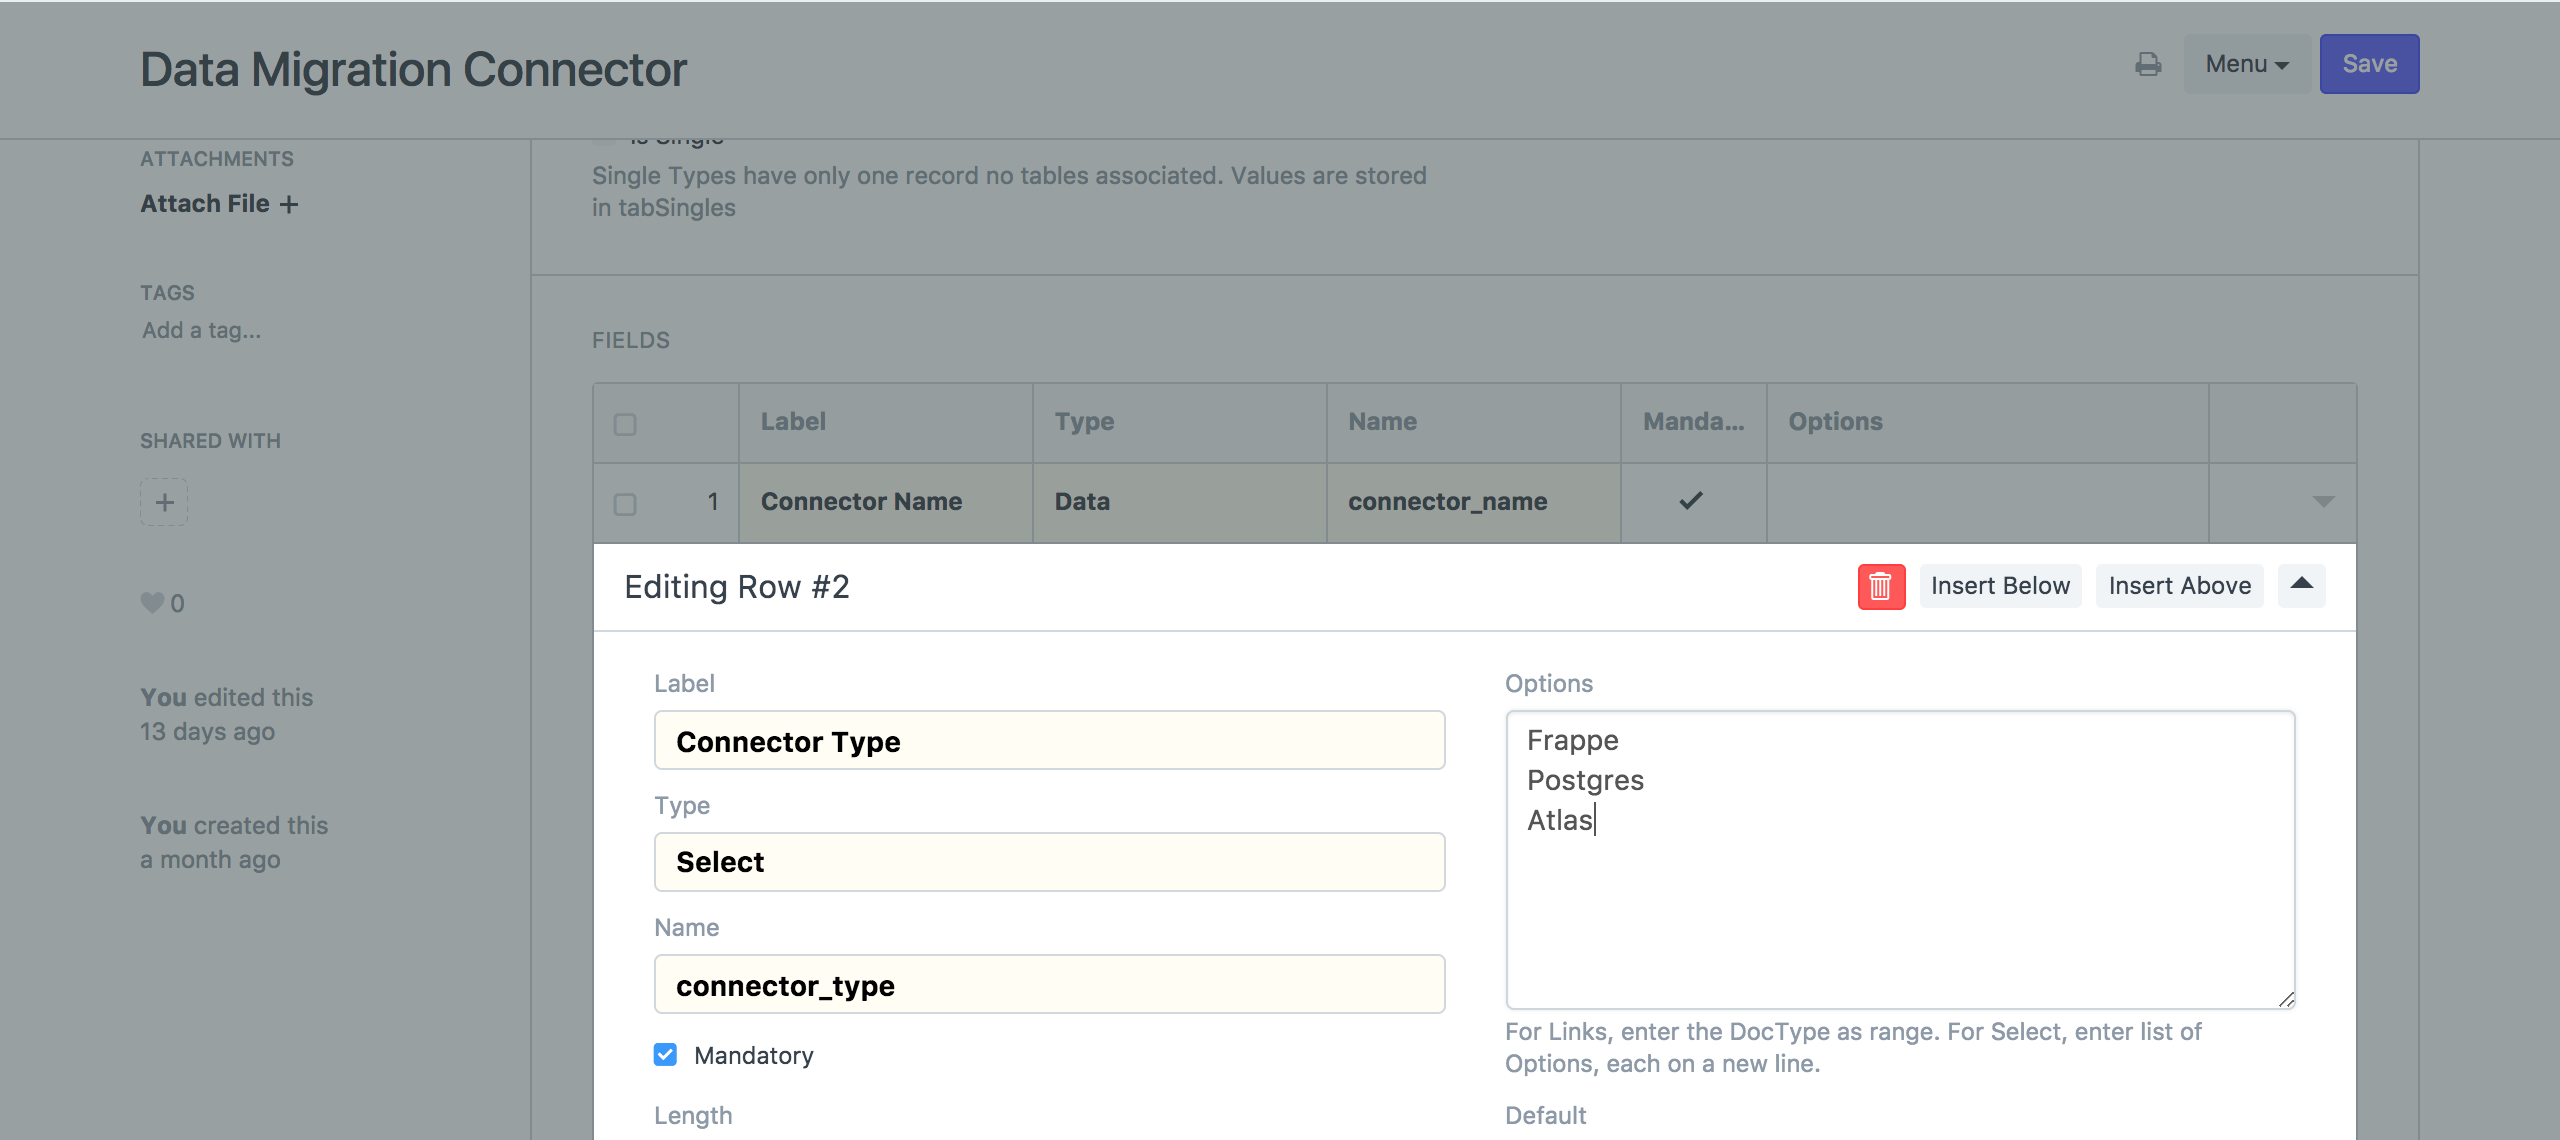 Data Migration Connector
Menu
Save
ATTACHMENTS
Attach File +
TAGS
Add a tag...
SHARED WITH
+
0
You edited this
13 days ago
You created this
a month ago
Is Single
Single Types have only one record no tables associated. Values are stored
in tabSingles
FIELDS
Label Type Name Manda... Options
1 Connector Name Data connector_name
Editing Row #2
Insert Below
Insert Above
Label
Connector Type
Type
Select
Name
connector_type
Mandatory
Length
Options
Frappe
Postgres
Atlas
For Links, enter the DocType as range. For Select, enter list of
Options, each on a new line.
Default